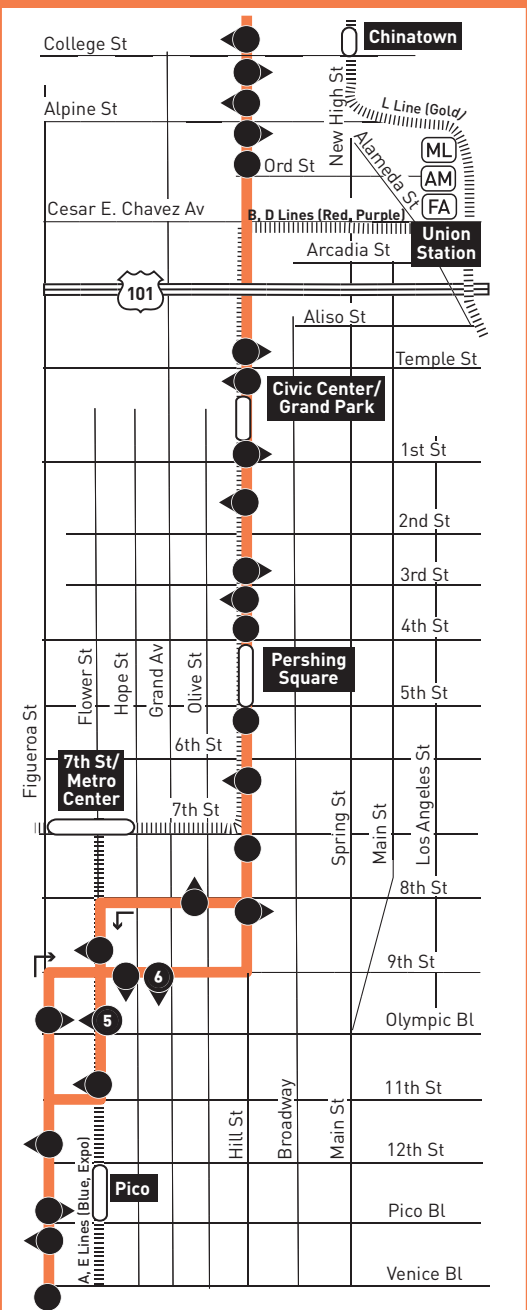 College St
Chinatown
New High St
L Line (Gold)
Alpine St
Alameda St
ML
AM
FA
Ord St
Cesar E. Chavez Av
B, D Lines (Red, Purple)
Union
Station
Arcadia St
101
Aliso St
Temple St
Civic Center/
Grand Park
1st St
2nd St
3rd St
4th St
Pershing
Square
Figueroa St
Flower St
Hope St
Grand Av
Olive St
5th St
6th St
7th St/
Metro
Center
7th St
Spring St
Main St
Los Angeles St
8th St
9th St
6
5
Olympic Bl
11th St
Hill St
Broadway
Main St
12th St
A, E Lines (Blue, Expo)
Pico
Pico Bl
Venice Bl